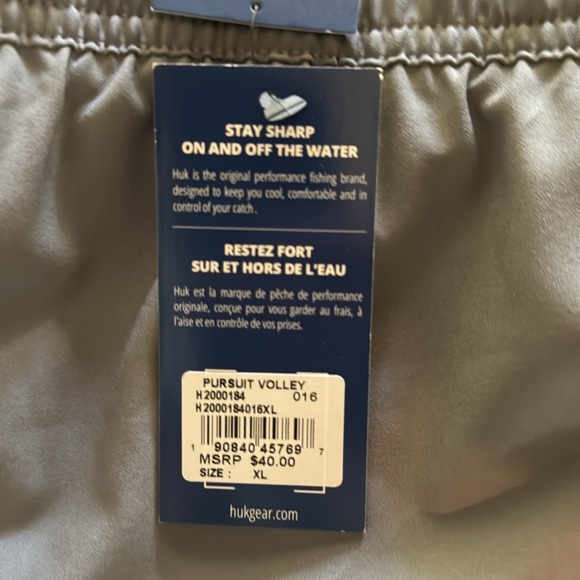 STAY SHARP
ON AND OFF THE WATER
Huk is the original performance fishing brand,
designed to keep you cool, comfortable and in
control of your catch.
RESTEZ FORT
SUR ET HORS DE L'EAU
Huk est la marque de pêche de performance
originale, conçue pour vous garder au frais, à
l'aise et en contrôle de vos prises.
PURSUIT VOLLEY
H2000184 016
H2000184016XL
1 90840 45769 7
MSRP $40.00
SIZE : XL
hukgear.com